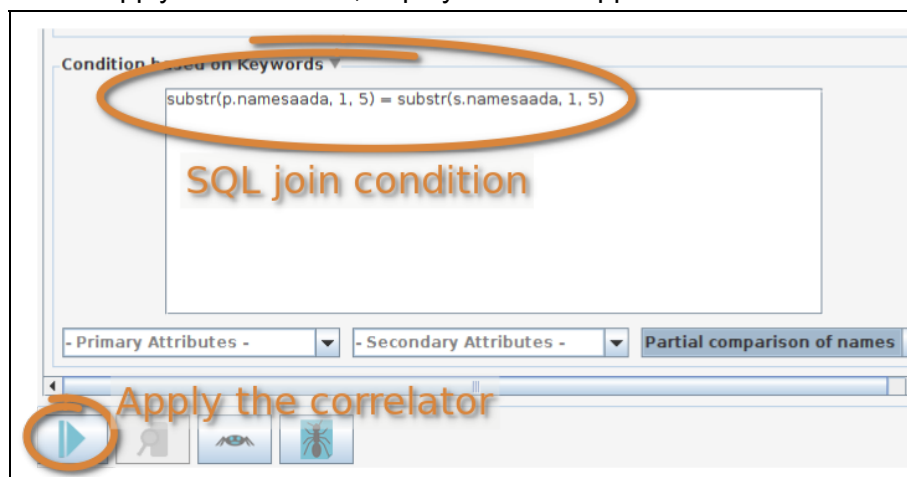 Condition based on Keywords
substr(p.namesaada, 1, 5) = substr(s.namesaada, 1, 5)
SQL join condition
- Primary Attributes -
- Secondary Attributes -
Partial comparison of names
Apply the correlator